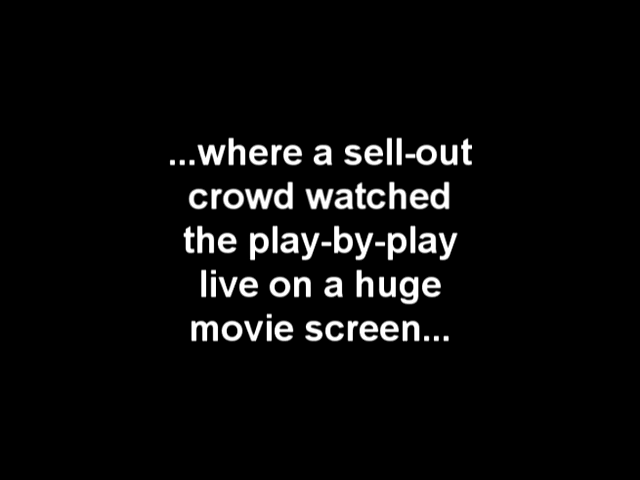 ...where a sell-out
crowd watched
the play-by-play
live on a huge
movie screen...